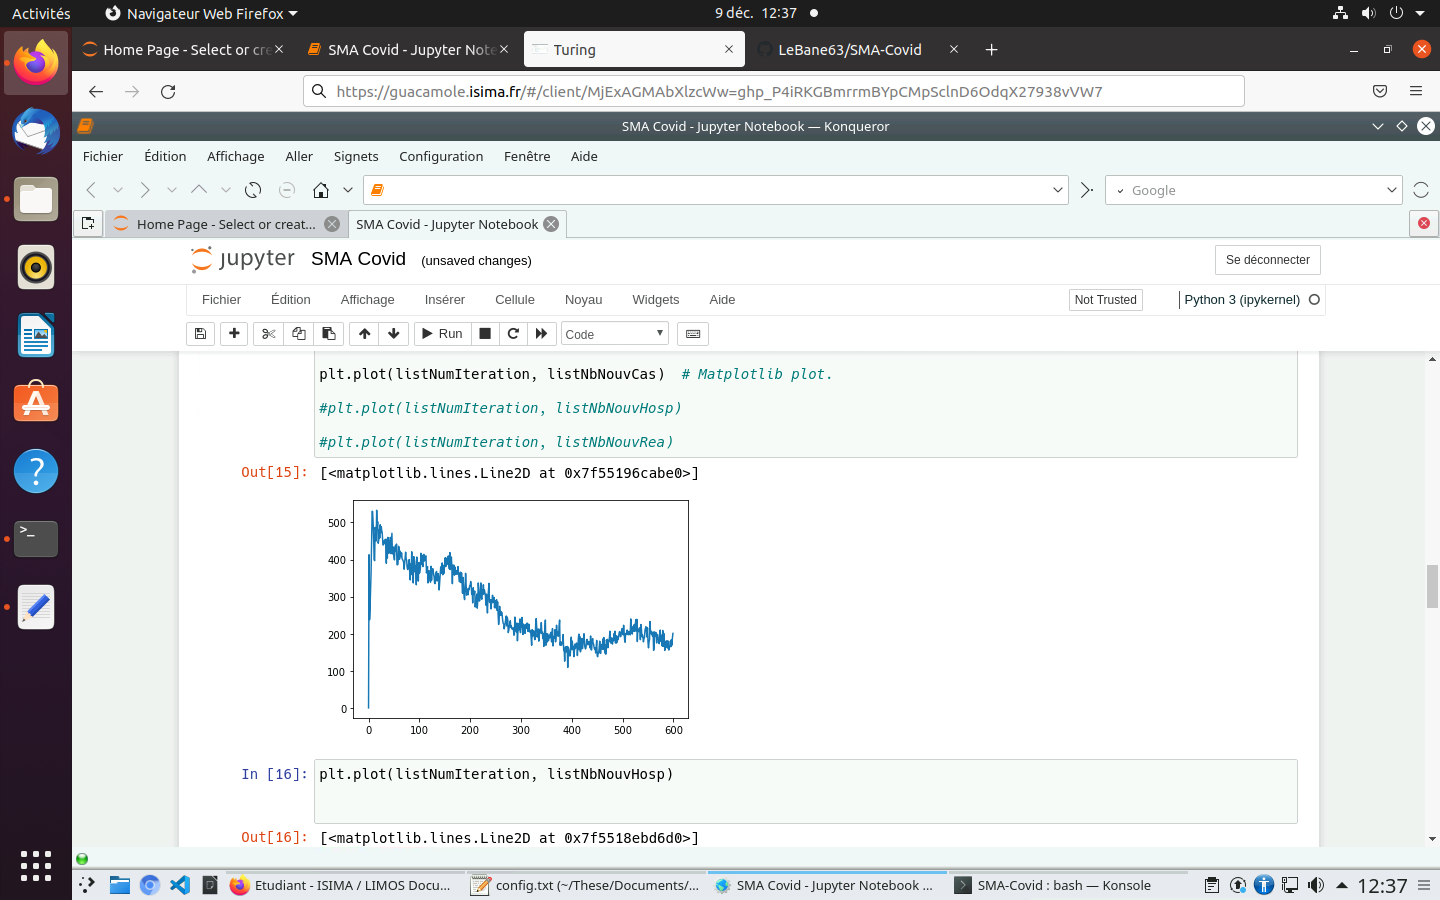 Activités
Navigateur Web Firefox
9 déc. 12:37
Home Page - Select or cre
SMA Covid - Jupyter Note
Turing
LeBane63/SMA-Covid
https://guacamole.isima.fr/#/client/MjExAGMAbXlzcWw=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
SMA Covid - Jupyter Notebook — Konqueror
Fichier Édition Affichage Aller Signets Configuration Fenêtre Aide
Google
Home Page - Select or creat...
SMA Covid - Jupyter Notebook
jupyter SMA Covid (unsaved changes)
Se déconnecter
Fichier Édition Affichage Insérer Cellule Noyau Widgets Aide
Not Trusted
Python 3 (ipykernel)
Run
Code
plt.plot(listNumIteration, listNbNouvCas)  # Matplotlib plot.
#plt.plot(listNumIteration, listNbNouvHosp)
#plt.plot(listNumIteration, listNbNouvRea)
Out[15]: [<matplotlib.lines.Line2D at 0x7f55196cabe0>]
500
400
300
200
100
0
0 100 200 300 400 500 600
In [16]: plt.plot(listNumIteration, listNbNouvHosp)
Out[16]: [<matplotlib.lines.Line2D at 0x7f5518ebd6d0>]
Etudiant - ISIMA / LIMOS Docu...
config.txt (~/These/Documents/...
SMA Covid - Jupyter Notebook ...
SMA-Covid : bash — Konsole
12:37